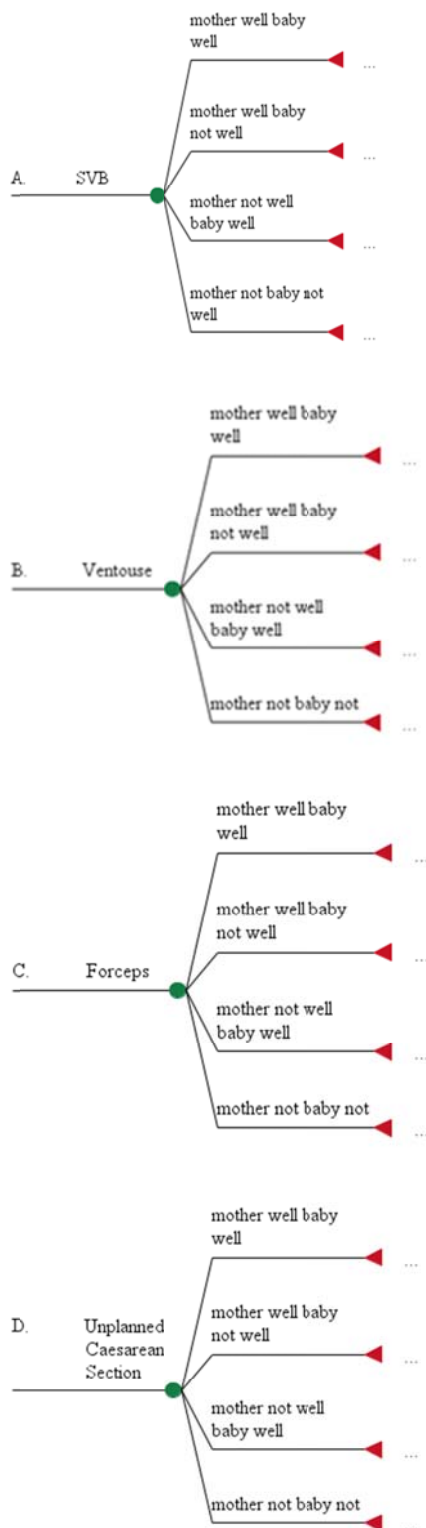 mother well baby
well
...
mother well baby
not well
...
A. SVB
mother not well
baby well
...
mother not baby not
well
...
mother well baby
well
...
mother well baby
not well
...
B. Ventouse
mother not well
baby well
...
mother not baby not
...
mother well baby
well
...
mother well baby
not well
...
C. Forceps
mother not well
baby well
...
mother not baby not
...
mother well baby
well
...
mother well baby
not well
...
D. Unplanned
Caesarean
Section
mother not well
baby well
...
mother not baby not
...